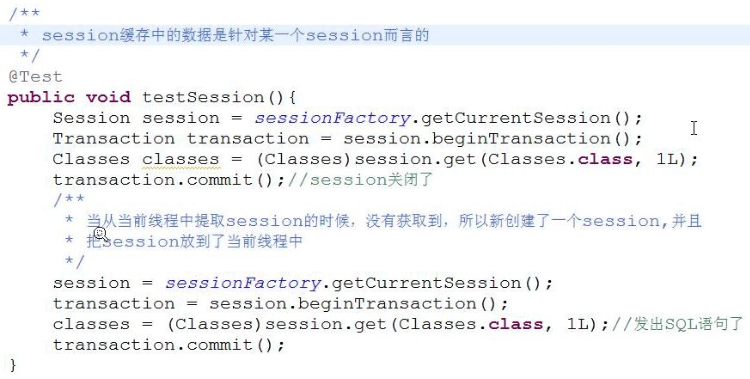 /**
 * session缓存中的数据是针对某一个session而言的
 */
@Test
public void testSession(){
    Session session = sessionFactory.getCurrentSession();
    Transaction transaction = session.beginTransaction();
    Classes classes = (Classes)session.get(Classes.class, 1L);
    transaction.commit();//session关闭了
    /**
     * 当从当前线程中提取session的时候，没有获取到，所以新创建了一个session,并且
     * 把session放到了当前线程中
     */
    session = sessionFactory.getCurrentSession();
    transaction = session.beginTransaction();
    classes = (Classes)session.get(Classes.class, 1L);//发出SQL语句了
    transaction.commit();
}